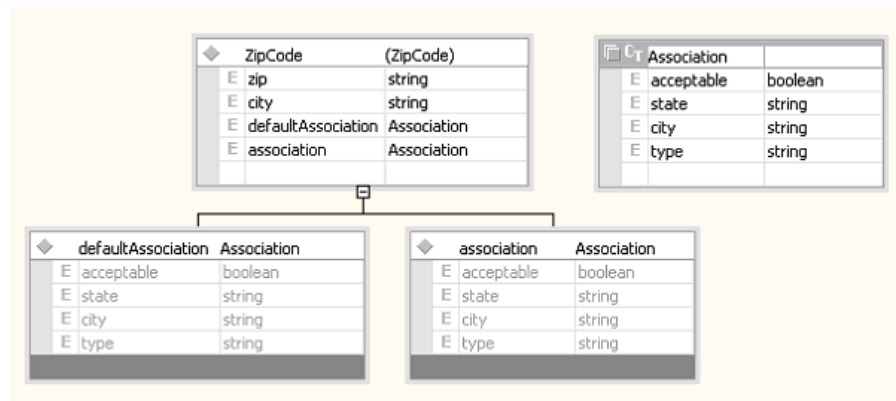 ZipCode (ZipCode)
E zip string
E city string
E defaultAssociation Association
E association Association
CT Association
E acceptable boolean
E state string
E city string
E type string
defaultAssociation Association
E acceptable boolean
E state string
E city string
E type string
association Association
E acceptable boolean
E state string
E city string
E type string